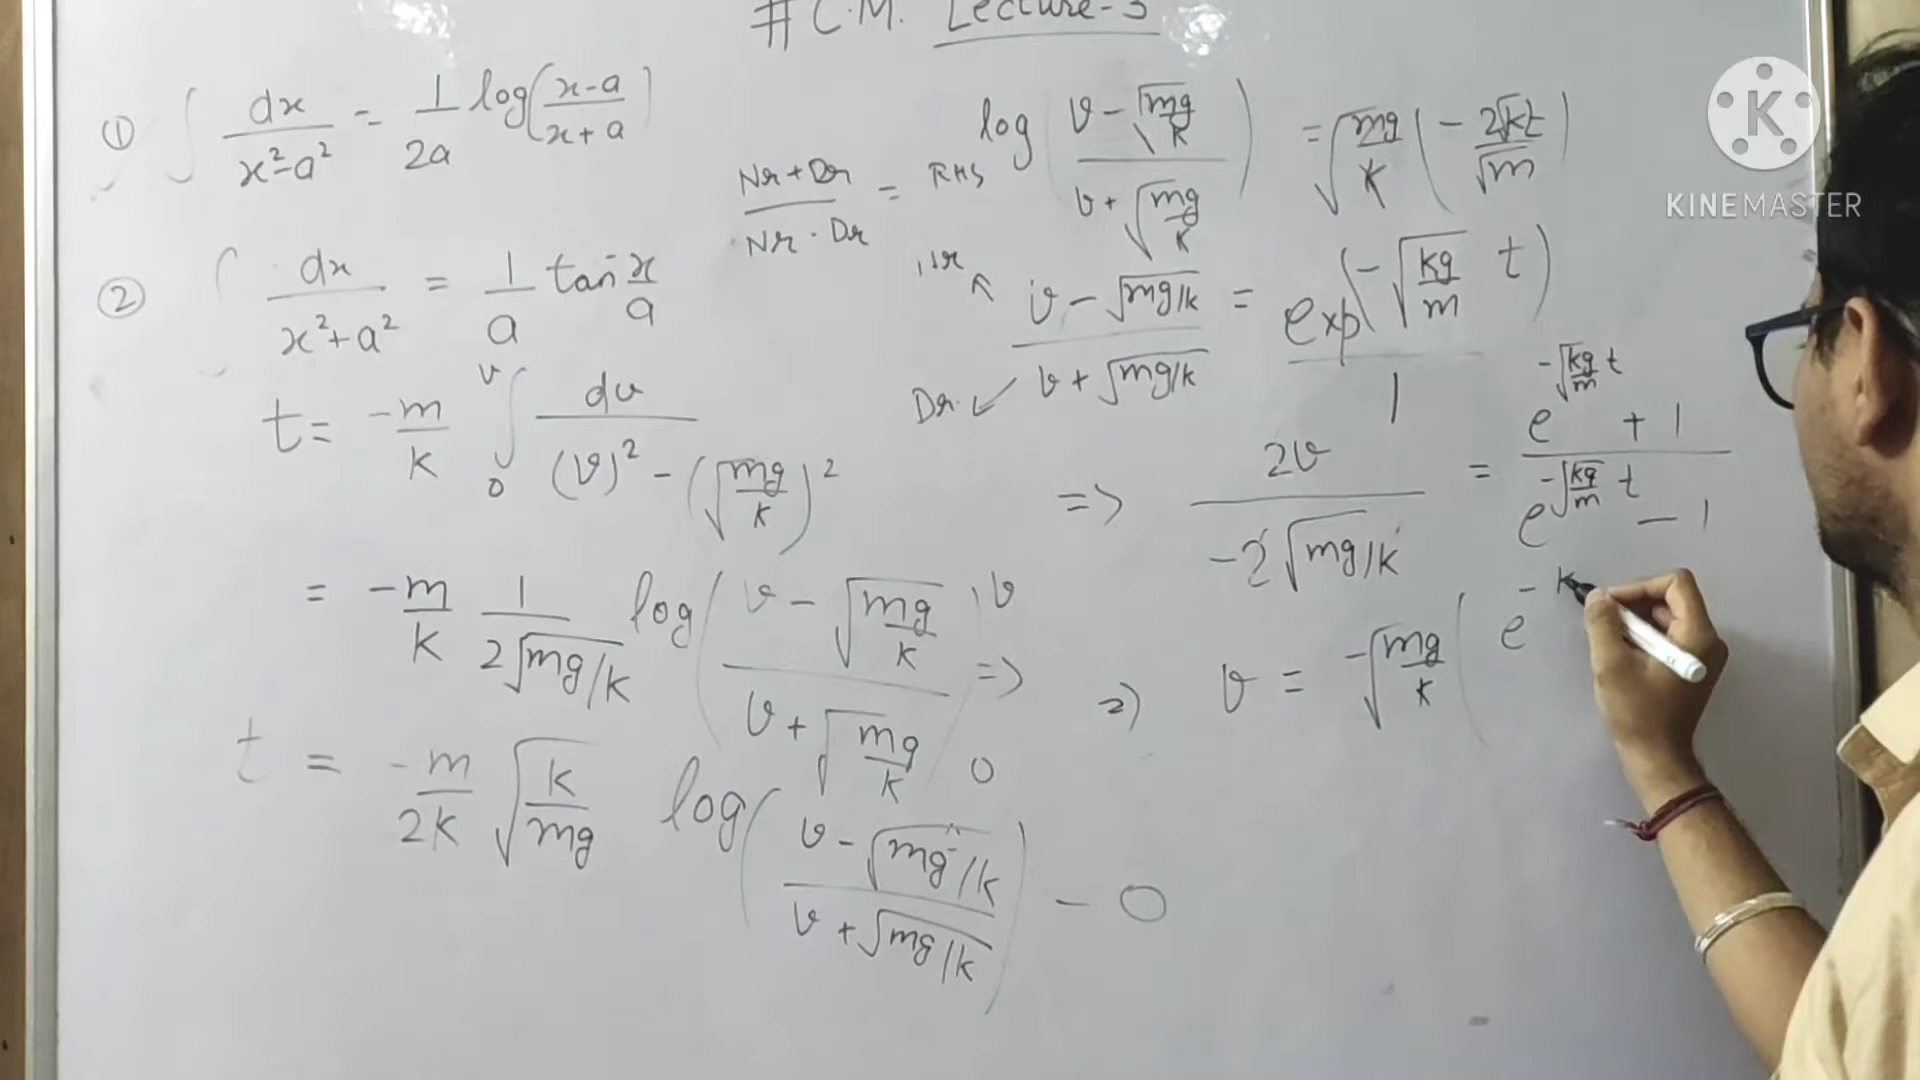 # C.M. Lecture-3
① ∫ dx / (x² - a²) = 1/2a log(x-a / x+a)
② ∫ dx / (x² + a²) = 1/a tan⁻ x/a
t = -m/k ∫₀ᵛ dv / ((v)² - (√mg/k)²)
= -m/k 1/(2√mg/k) log(v - √mg/k / v + √mg/k) v 0 =>
t = -m/2k √k/mg log(v - √mg/k / v + √mg/k) - 0
Nr + Dr / Nr - Dr = RHS
log(v - √mg/k / v + √mg/k) = √mg/k (- 2√kt / √m)
Nr
v - √mg/k / v + √mg/k = exp(-√kg/m t) / 1
Dr.
=> 2v / -2√mg/k = e^(-√kg/m t) + 1 / e^(-√kg/m t) - 1
=> v = -√mg/k ( e^(- k
K
KINEMASTER